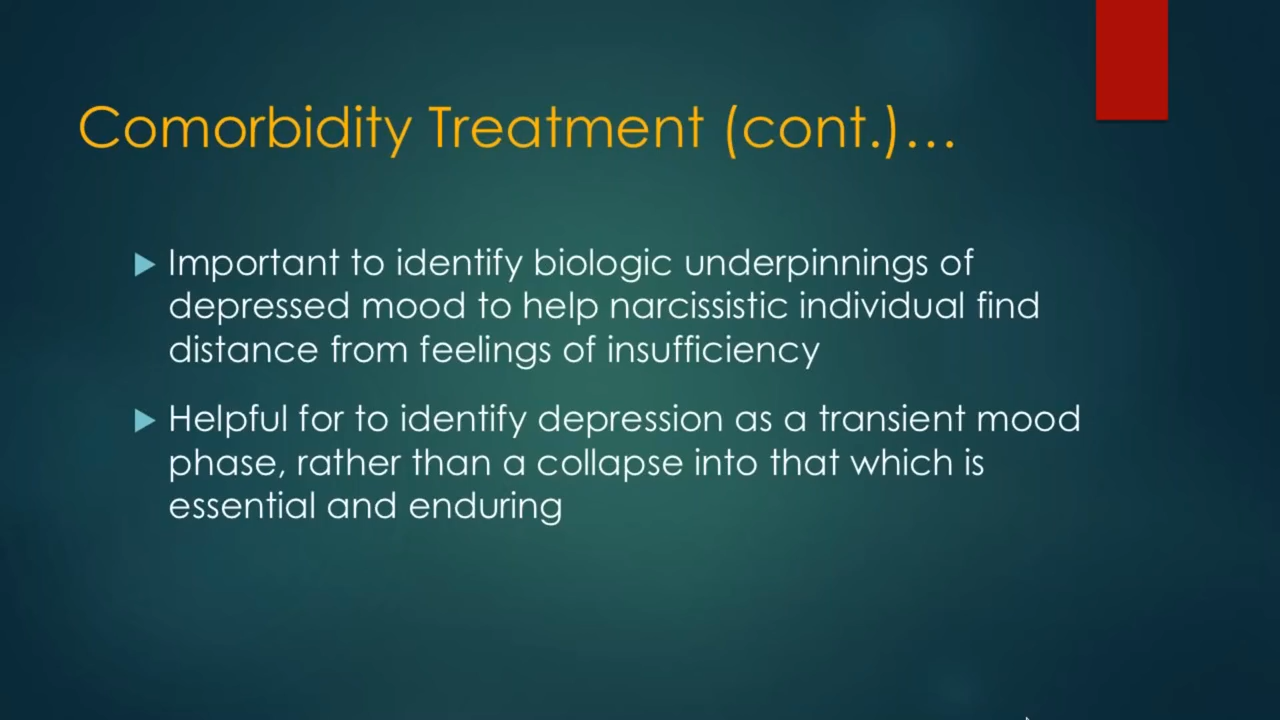 Comorbidity Treatment (cont.)…
Important to identify biologic underpinnings of
depressed mood to help narcissistic individual find
distance from feelings of insufficiency
Helpful for to identify depression as a transient mood
phase, rather than a collapse into that which is
essential and enduring